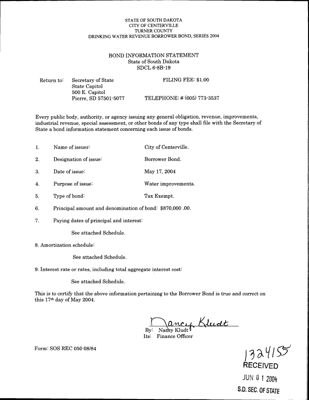 STATE OF SOUTH DAKOTA
CITY OF CENTERVILLE
TURNER COUNTY
DRINKING WATER REVENUE BORROWER BOND, SERIES 2004
BOND INFORMATION STATEMENT
State of South Dakota
SDCL 6-8B-19
Return to: Secretary of State FILING FEE: $1.00
State Capitol
500 E. Capitol
Pierre, SD 57501-5077 TELEPHONE: # (605) 773-3537
Every public body, authority, or agency issuing any general obligation, revenue, improvements,
industrial revenue, special assessment, or other bonds of any type shall file with the Secretary of
State a bond information statement concerning each issue of bonds.
1. Name of issuer: City of Centerville.
2. Designation of issue: Borrower Bond.
3. Date of issue: May 17, 2004
4. Purpose of issue: Water improvements.
5. Type of bond: Tax Exempt.
6. Principal amount and denomination of bond: $870,000 .00.
7. Paying dates of principal and interest:
See attached Schedule.
8. Amortization schedule:
See attached Schedule.
9. Interest rate or rates, including total aggregate interest cost:
See attached Schedule.
This is to certify that the above information pertaining to the Borrower Bond is true and correct on
this 17th day of May 2004.
Nancy Kludt
By: Nancy Kludt
Its: Finance Officer
Form: SOS REC 050 08/84
1324155
RECEIVED
JUN 01 2004
S.D. SEC. OF STATE